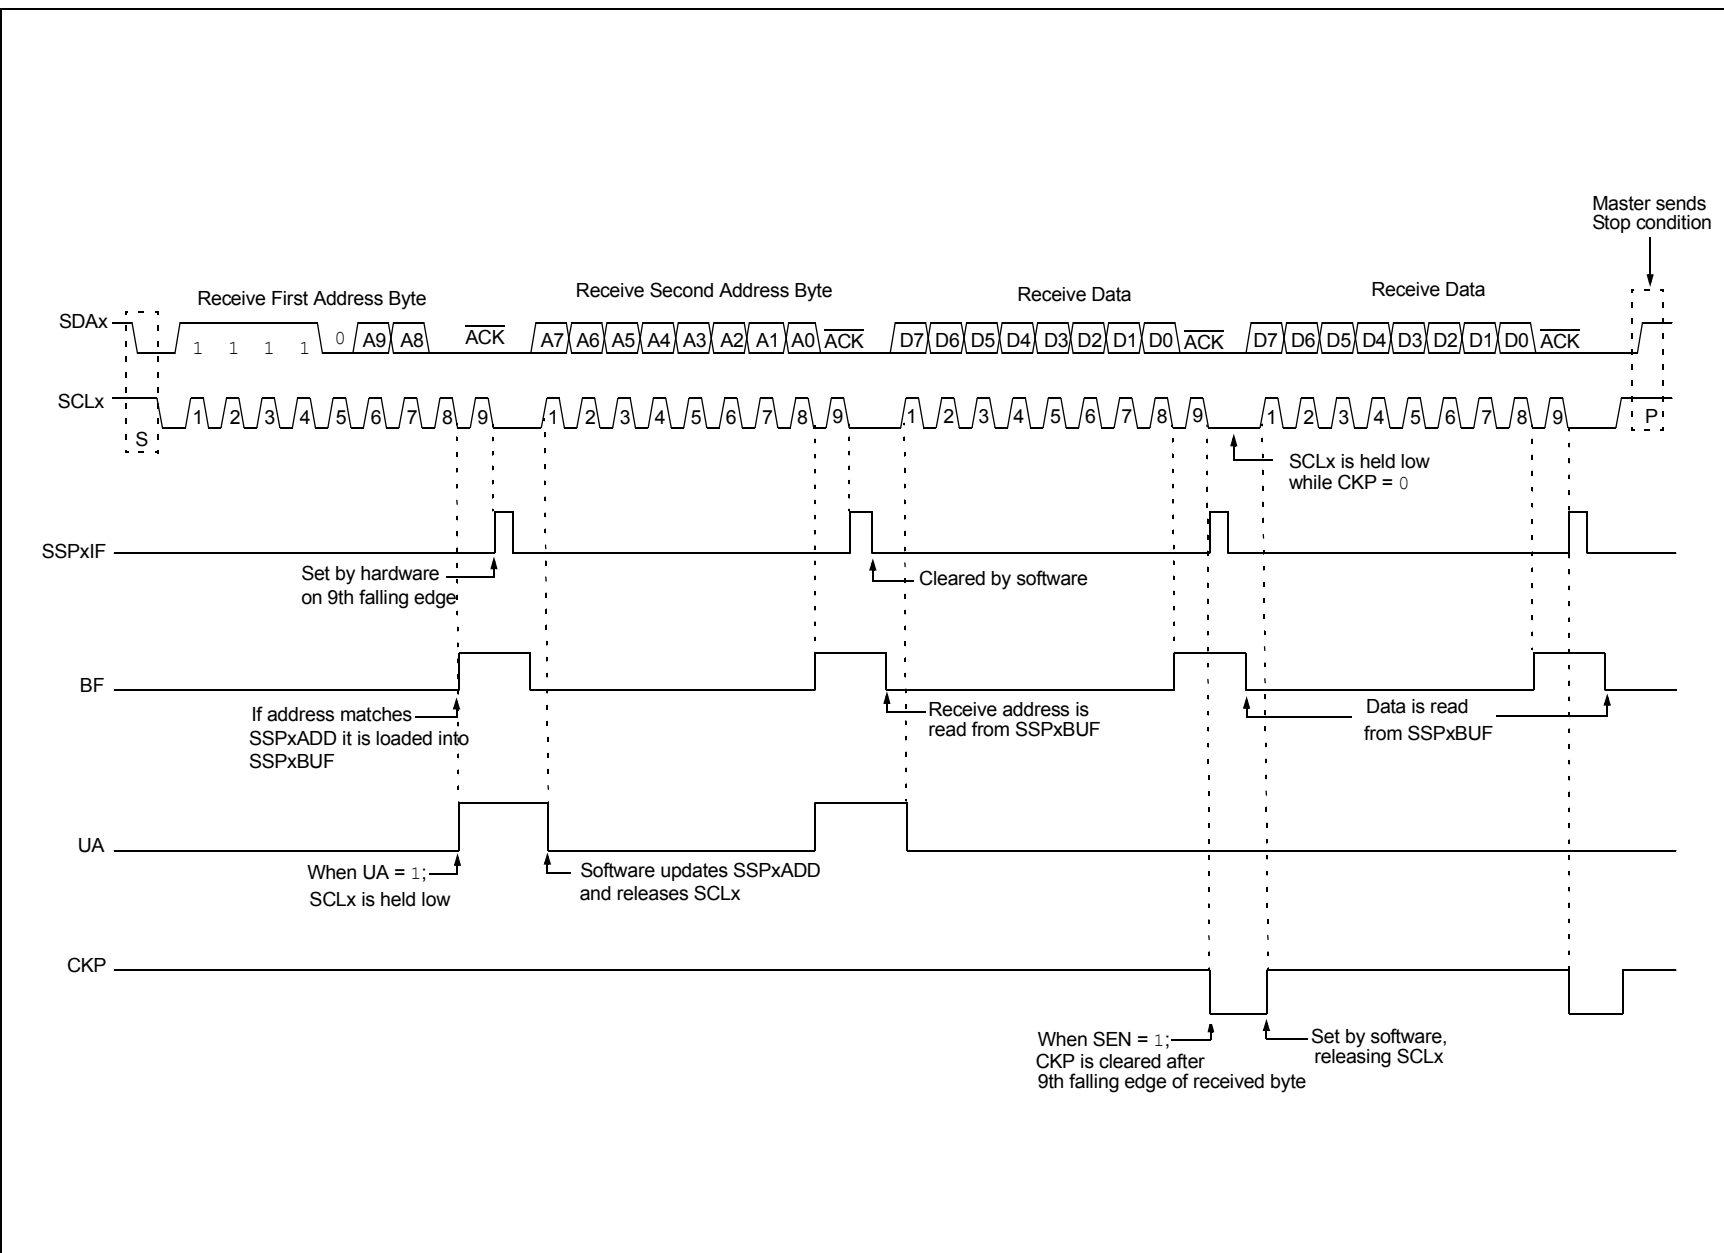 Master sends
Stop condition
Receive First Address Byte
Receive Second Address Byte
Receive Data
Receive Data
SDAx
1 1 1 1 0 A9 A8 ACK A7 A6 A5 A4 A3 A2 A1 A0 ACK D7 D6 D5 D4 D3 D2 D1 D0 ACK D7 D6 D5 D4 D3 D2 D1 D0 ACK
SCLx
S 1 2 3 4 5 6 7 8 9 1 2 3 4 5 6 7 8 9 1 2 3 4 5 6 7 8 9 1 2 3 4 5 6 7 8 9 P
SCLx is held low
while CKP = 0
SSPxIF
Set by hardware
on 9th falling edge
Cleared by software
BF
If address matches
SSPxADD it is loaded into
SSPxBUF
Receive address is
read from SSPxBUF
Data is read
from SSPxBUF
UA
When UA = 1;
SCLx is held low
Software updates SSPxADD
and releases SCLx
CKP
When SEN = 1;
CKP is cleared after
9th falling edge of received byte
Set by software,
releasing SCLx